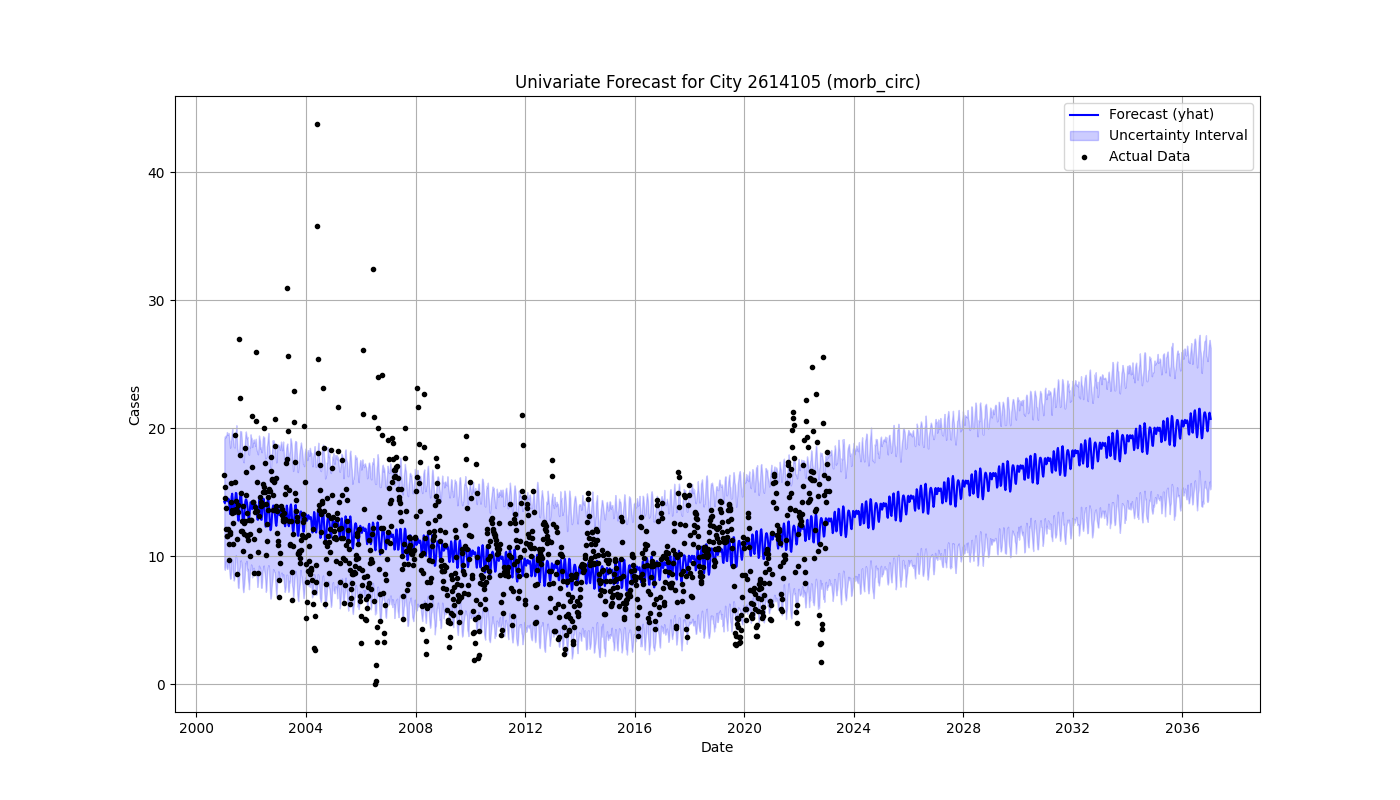 Univariate Forecast for City 2614105 (morb_circ)
Forecast (yhat)
Uncertainty Interval
Actual Data
Cases
40
30
20
10
0
2000 2004 2008 2012 2016 2020 2024 2028 2032 2036
Date